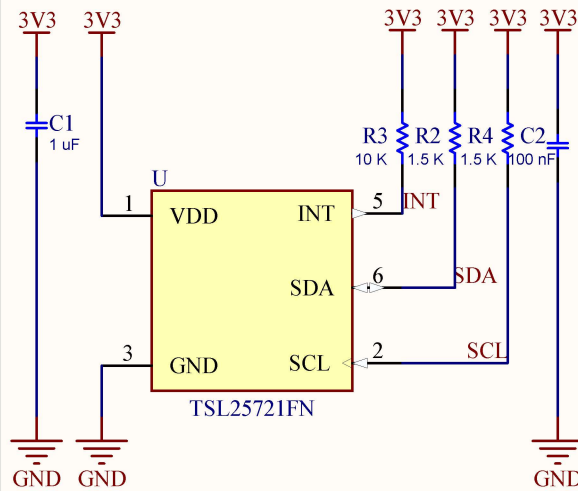 3V3 3V3 3V3 3V3 3V3 3V3
C1
1 uF
R3 R2 R4 C2
10 K 1.5 K 1.5 K 100 nF
U
1 VDD INT 5 INT
SDA 6 SDA
3 GND SCL 2 SCL
TSL25721FN
GND GND GND